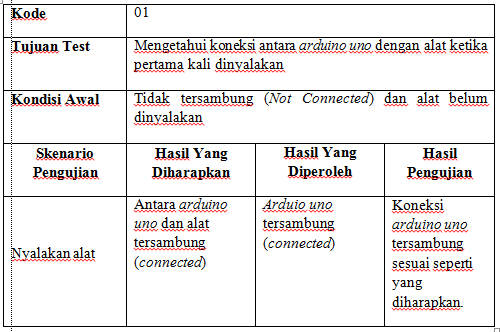 Kode 01
Tujuan Test Mengetahui koneksi antara arduino uno dengan alat ketika
pertama kali dinyalakan
Kondisi Awal Tidak tersambung (Not Connected) dan alat belum
dinyalakan
Skenario
Pengujian
Hasil Yang
Diharapkan
Hasil Yang
Diperoleh
Hasil
Pengujian
Nyalakan alat
Antara arduino
uno dan alat
tersambung
(connected)
Arduio uno
tersambung
(connected)
Koneksi
arduino uno
tersambung
sesuai seperti
yang
diharapkan.